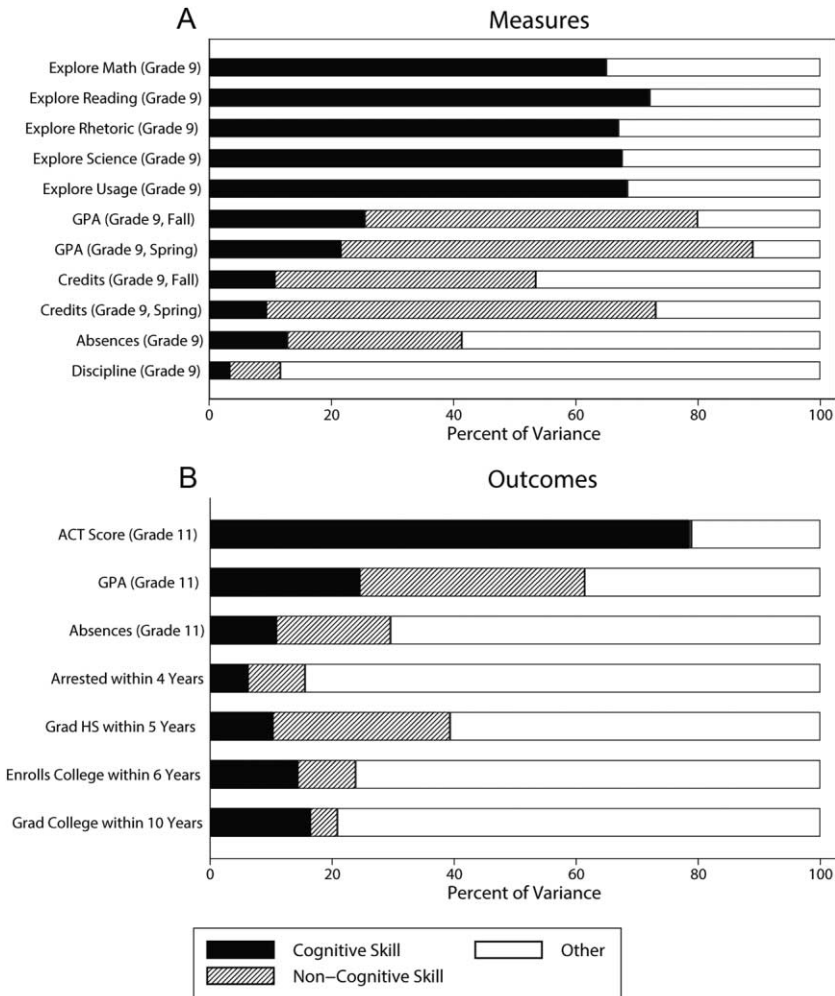 A
Measures
Explore Math (Grade 9)
Explore Reading (Grade 9)
Explore Rhetoric (Grade 9)
Explore Science (Grade 9)
Explore Usage (Grade 9)
GPA (Grade 9, Fall)
GPA (Grade 9, Spring)
Credits (Grade 9, Fall)
Credits (Grade 9, Spring)
Absences (Grade 9)
Discipline (Grade 9)
0 20 40 60 80 100
Percent of Variance
B
Outcomes
ACT Score (Grade 11)
GPA (Grade 11)
Absences (Grade 11)
Arrested within 4 Years
Grad HS within 5 Years
Enrolls College within 6 Years
Grad College within 10 Years
0 20 40 60 80 100
Percent of Variance
Cognitive Skill
Other
Non−Cognitive Skill